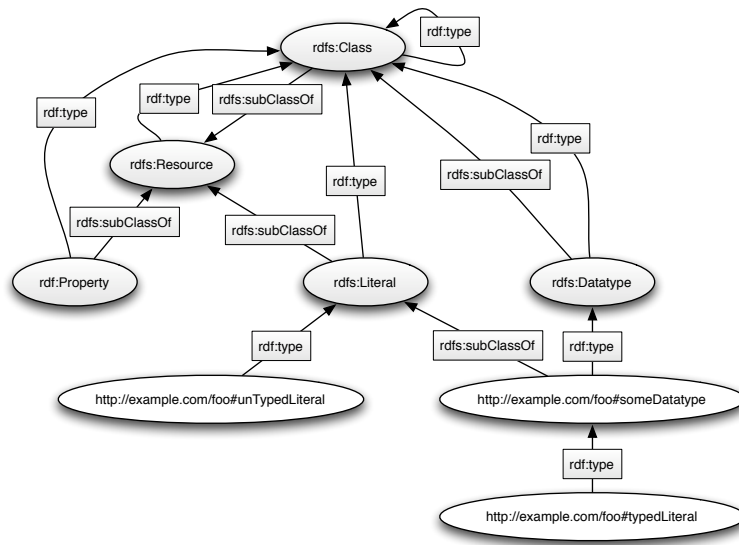 rdf:type
rdfs:Class
rdf:type
rdfs:subClassOf
rdf:type
rdf:type
rdfs:Resource
rdf:type
rdfs:subClassOf
rdfs:subClassOf
rdfs:subClassOf
rdf:Property
rdfs:Literal
rdfs:Datatype
rdf:type
rdfs:subClassOf
rdf:type
http://example.com/foo#unTypedLiteral
http://example.com/foo#someDatatype
rdf:type
http://example.com/foo#typedLiteral